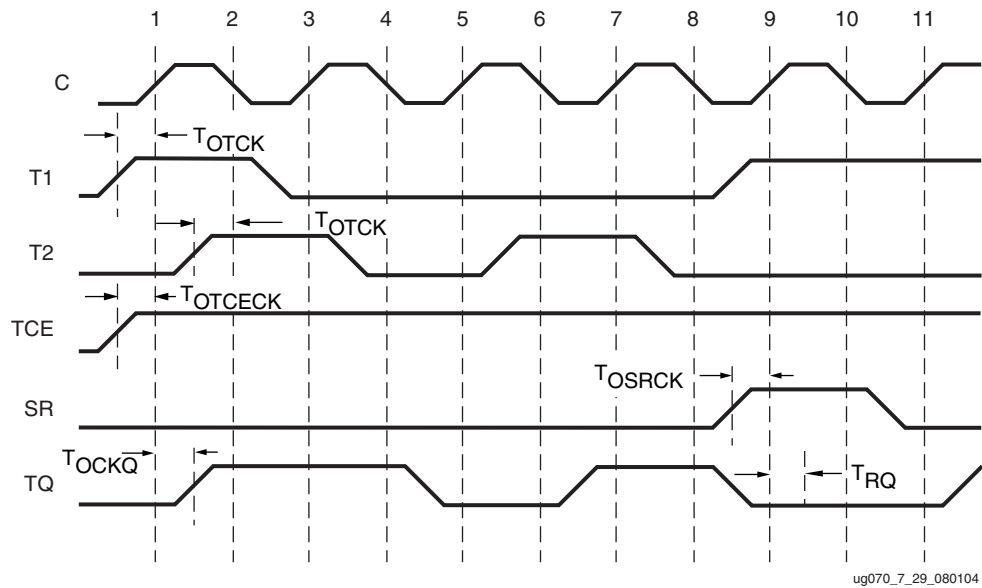 1 2 3 4 5 6 7 8 9 10 11
C
TOTCK
T1
TOTCK
T2
TOTCECK
TCE
TOSRCK
SR
TOCKQ
TRQ
TQ
ug070_7_29_080104